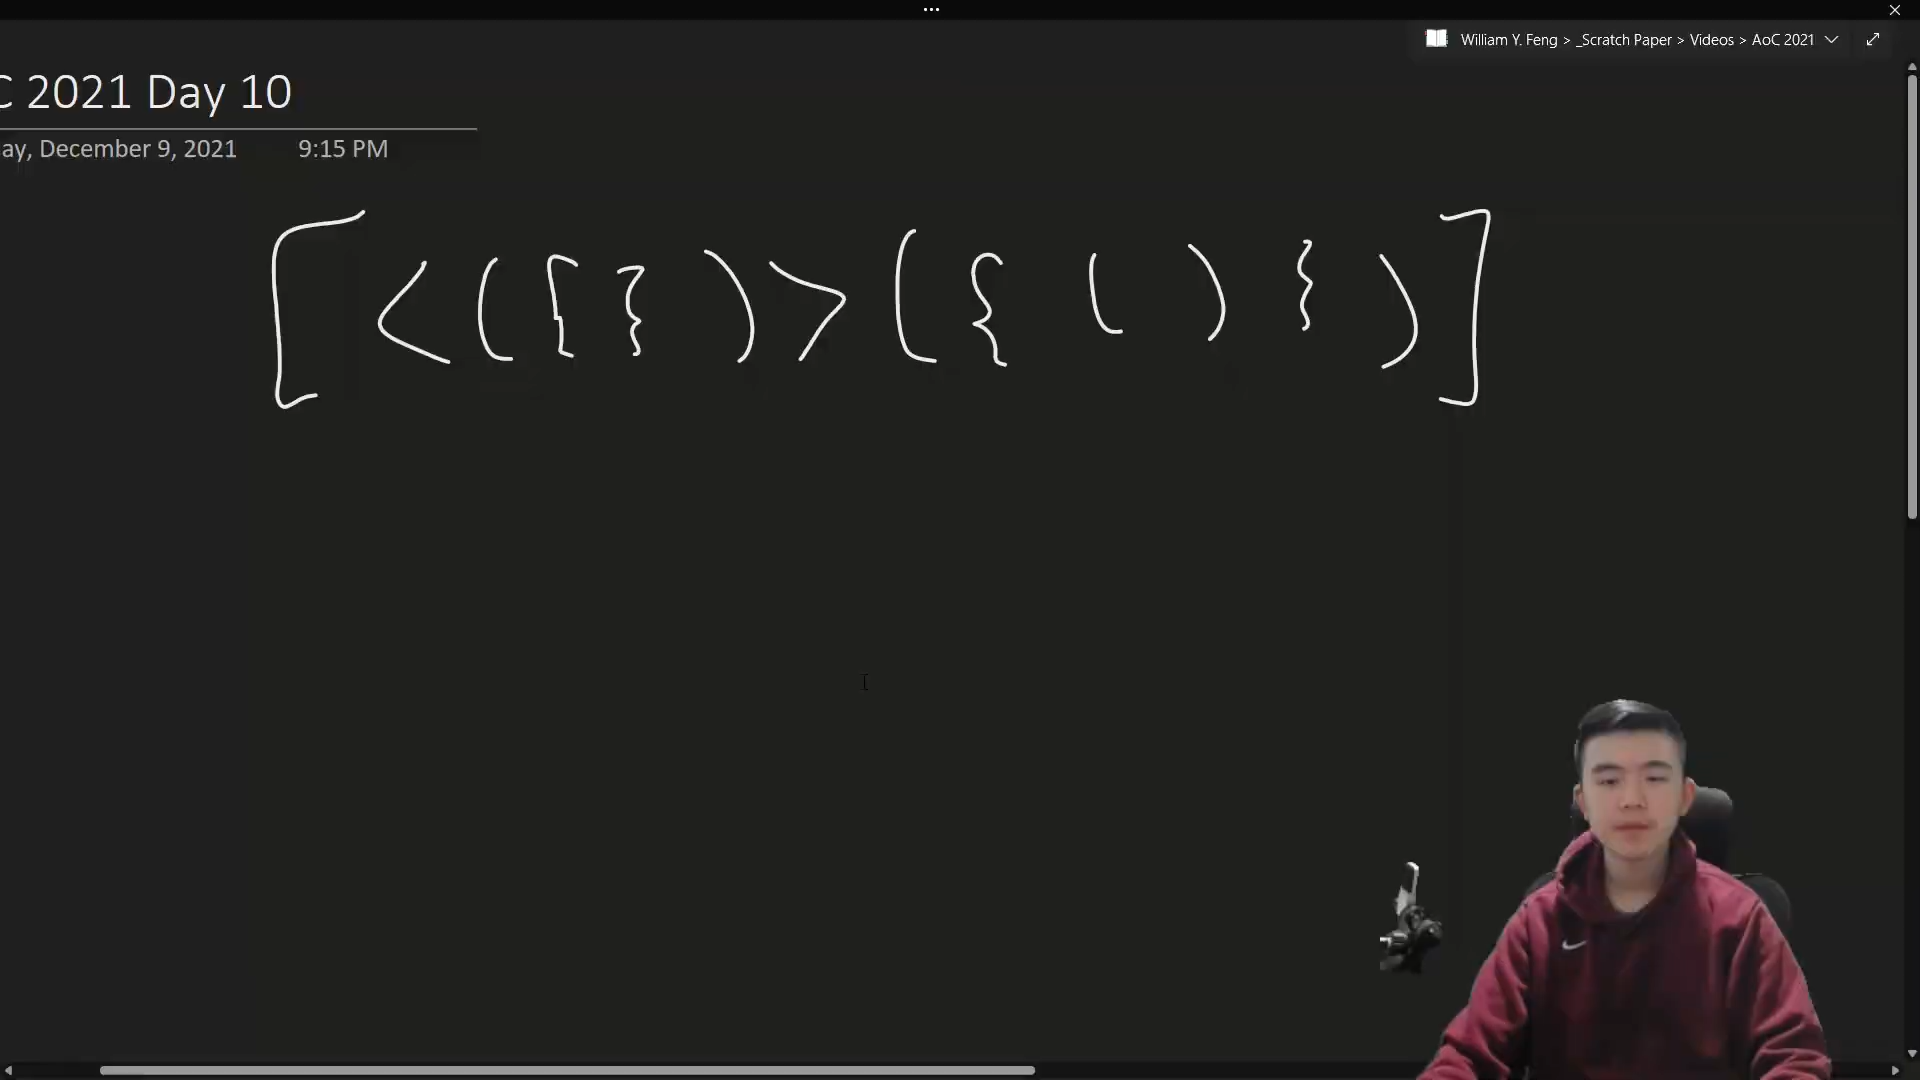 William Y. Feng > _Scratch Paper > Videos > AoC 2021
C 2021 Day 10
ay, December 9, 2021 9:15 PM
[<({})>({()})]